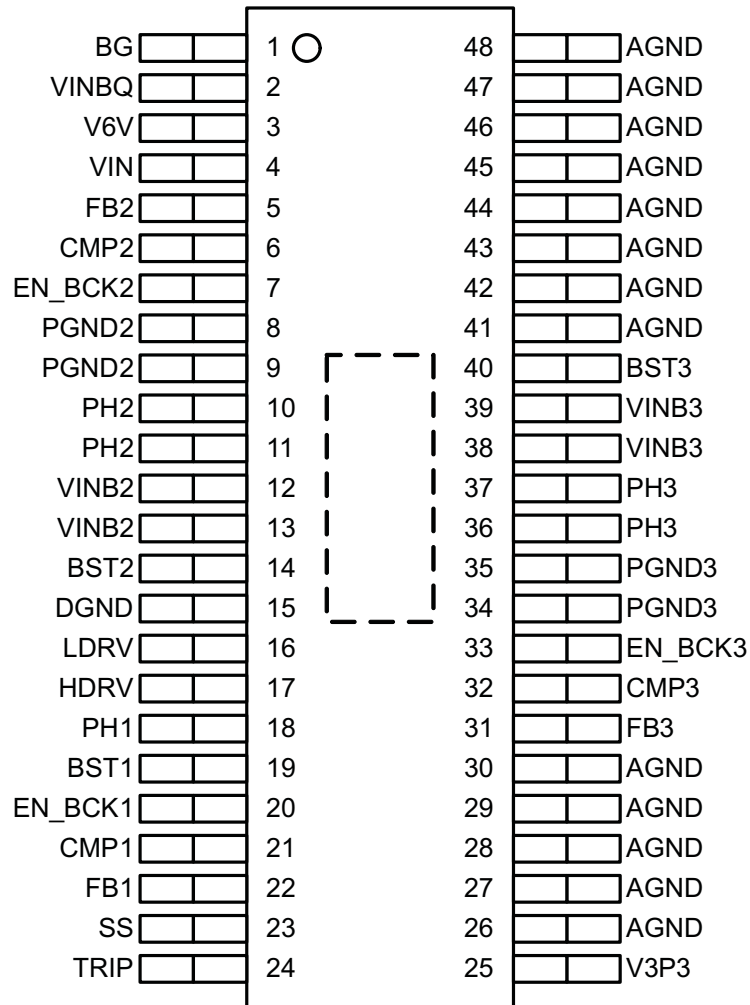 BG 1 48 AGND
VINBQ 2 47 AGND
V6V 3 46 AGND
VIN 4 45 AGND
FB2 5 44 AGND
CMP2 6 43 AGND
EN_BCK2 7 42 AGND
PGND2 8 41 AGND
PGND2 9 40 BST3
PH2 10 39 VINB3
PH2 11 38 VINB3
VINB2 12 37 PH3
VINB2 13 36 PH3
BST2 14 35 PGND3
DGND 15 34 PGND3
LDRV 16 33 EN_BCK3
HDRV 17 32 CMP3
PH1 18 31 FB3
BST1 19 30 AGND
EN_BCK1 20 29 AGND
CMP1 21 28 AGND
FB1 22 27 AGND
SS 23 26 AGND
TRIP 24 25 V3P3